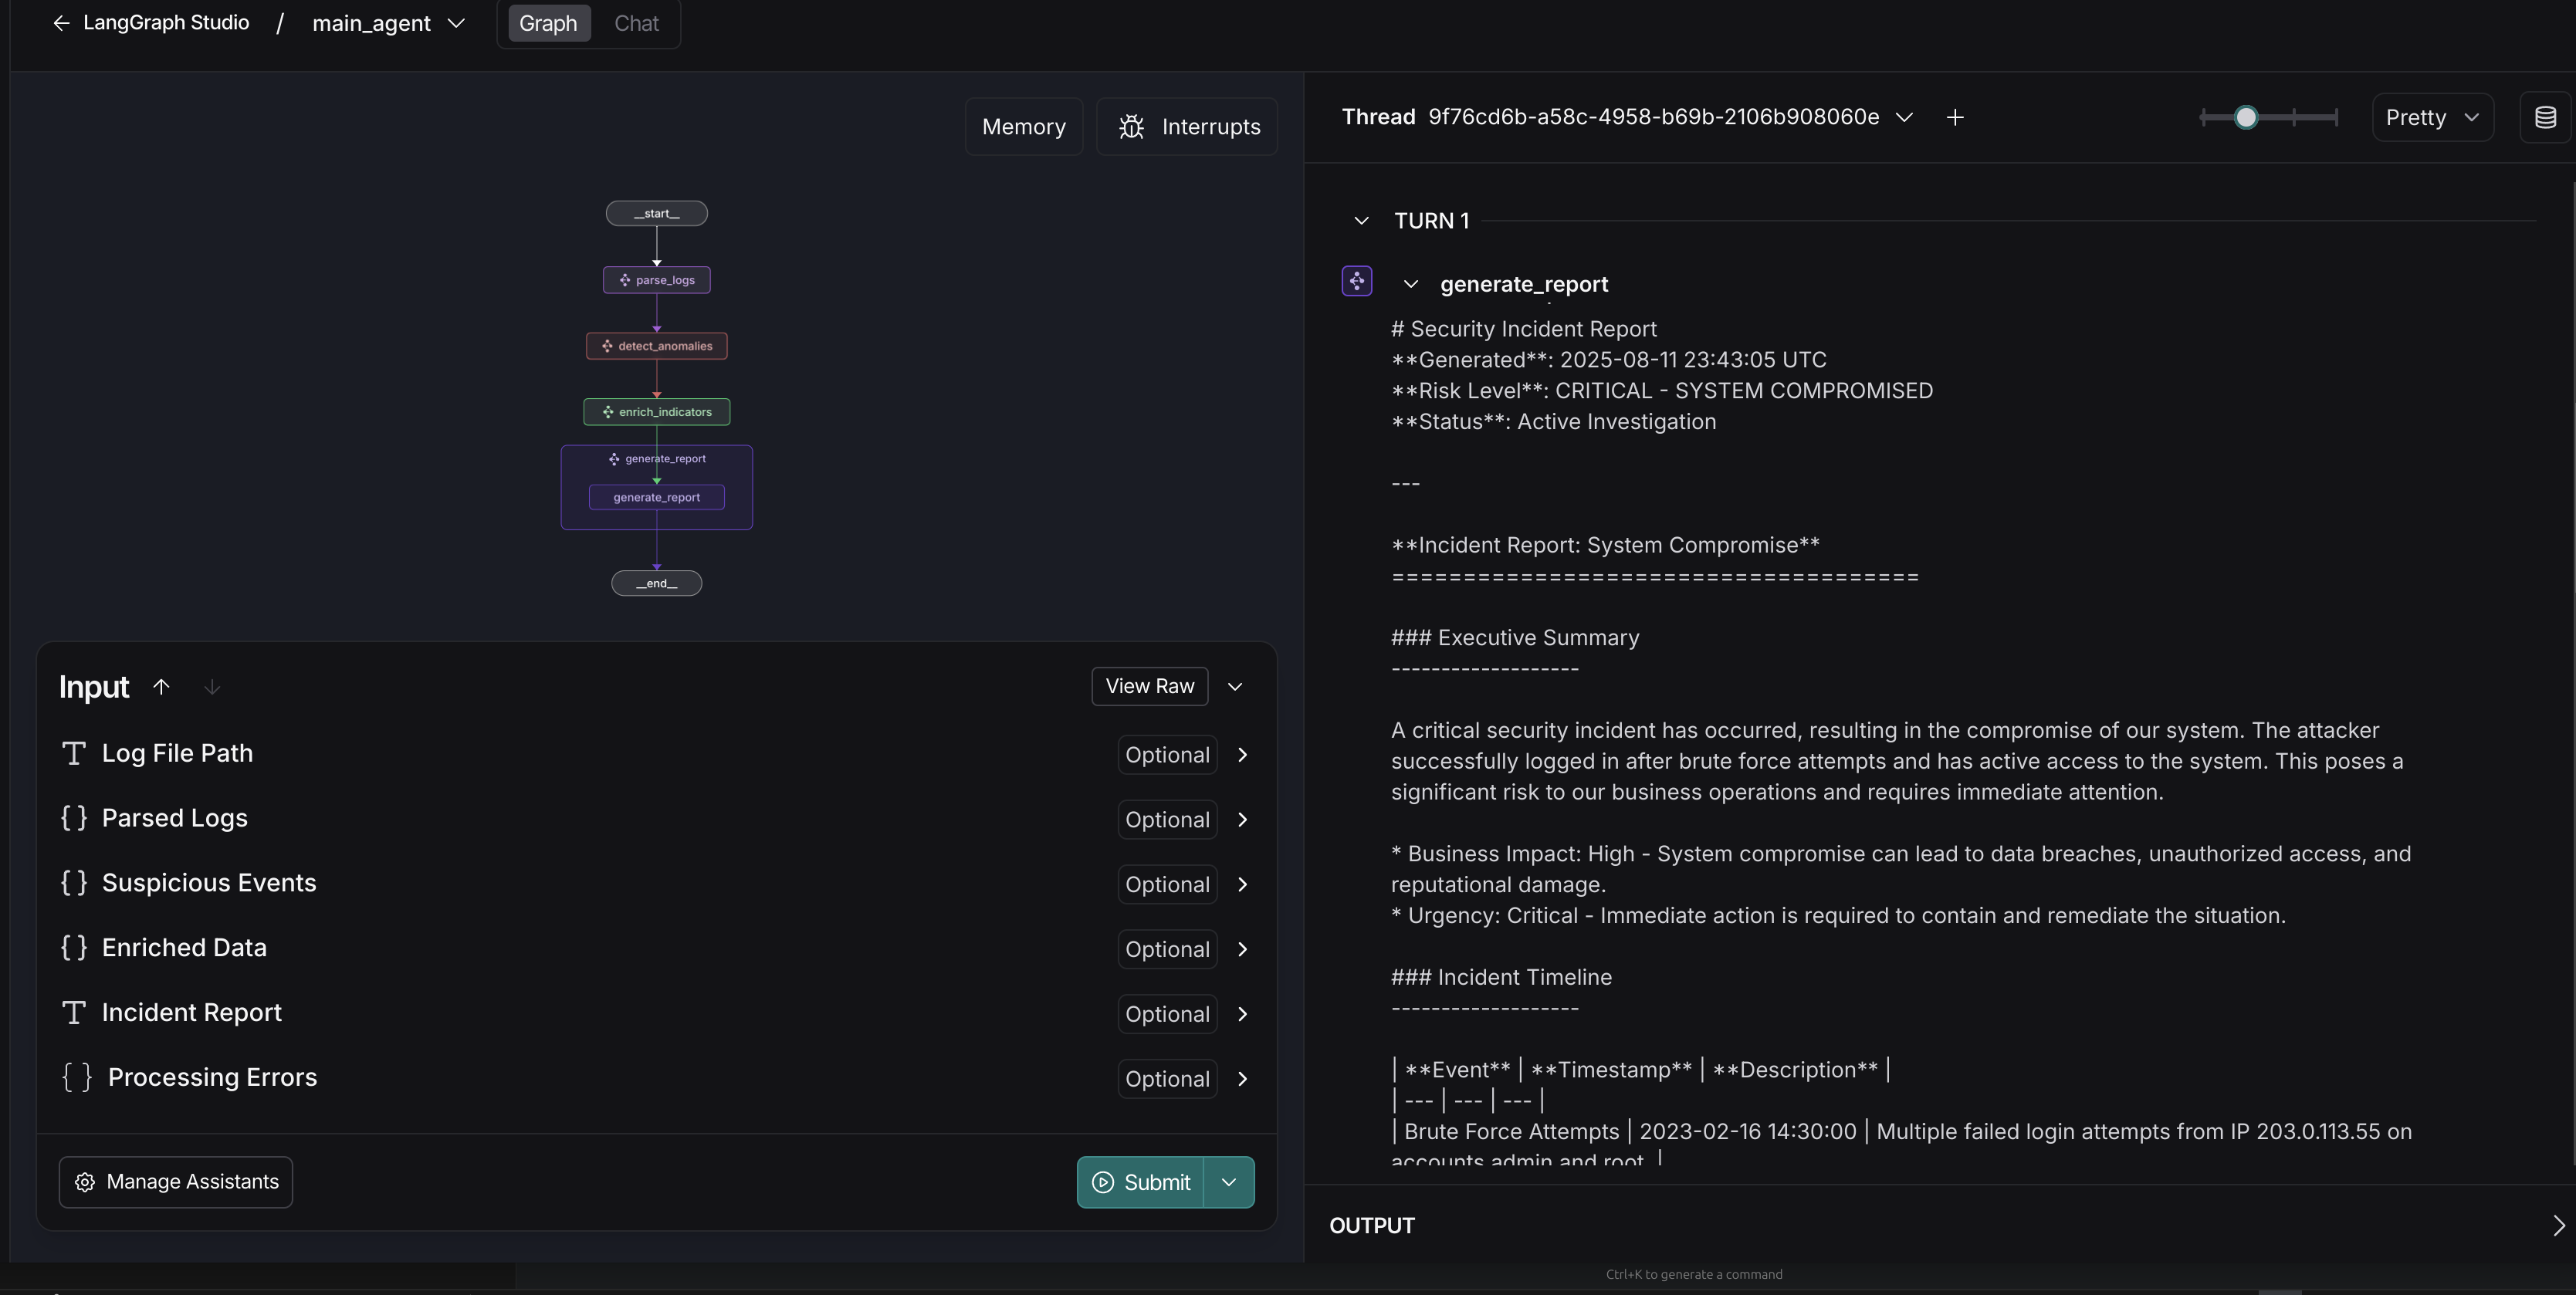 LangGraph Studio / main_agent Graph Chat
Memory Interrupts
__start__
parse_logs
detect_anomalies
enrich_indicators
generate_report
generate_report
__end__
Input View Raw
Log File Path Optional
Parsed Logs Optional
Suspicious Events Optional
Enriched Data Optional
Incident Report Optional
Processing Errors Optional
Manage Assistants Submit
Thread 9f76cd6b-a58c-4958-b69b-2106b908060e + Pretty
TURN 1
generate_report
# Security Incident Report
**Generated**: 2025-08-11 23:43:05 UTC
**Risk Level**: CRITICAL - SYSTEM COMPROMISED
**Status**: Active Investigation
---
**Incident Report: System Compromise**
=====================================
### Executive Summary
-------------------
A critical security incident has occurred, resulting in the compromise of our system. The attacker
successfully logged in after brute force attempts and has active access to the system. This poses a
significant risk to our business operations and requires immediate attention.
* Business Impact: High - System compromise can lead to data breaches, unauthorized access, and
reputational damage.
* Urgency: Critical - Immediate action is required to contain and remediate the situation.
### Incident Timeline
-------------------
| **Event** | **Timestamp** | **Description** |
| --- | --- | --- |
| Brute Force Attempts | 2023-02-16 14:30:00 | Multiple failed login attempts from IP 203.0.113.55 on
accounts admin and root. |
OUTPUT
Ctrl+K to generate a command